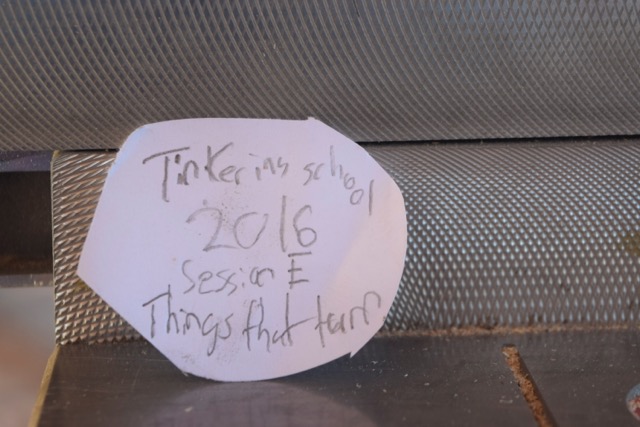 Tinkering school
2016
Session E
Things that turn